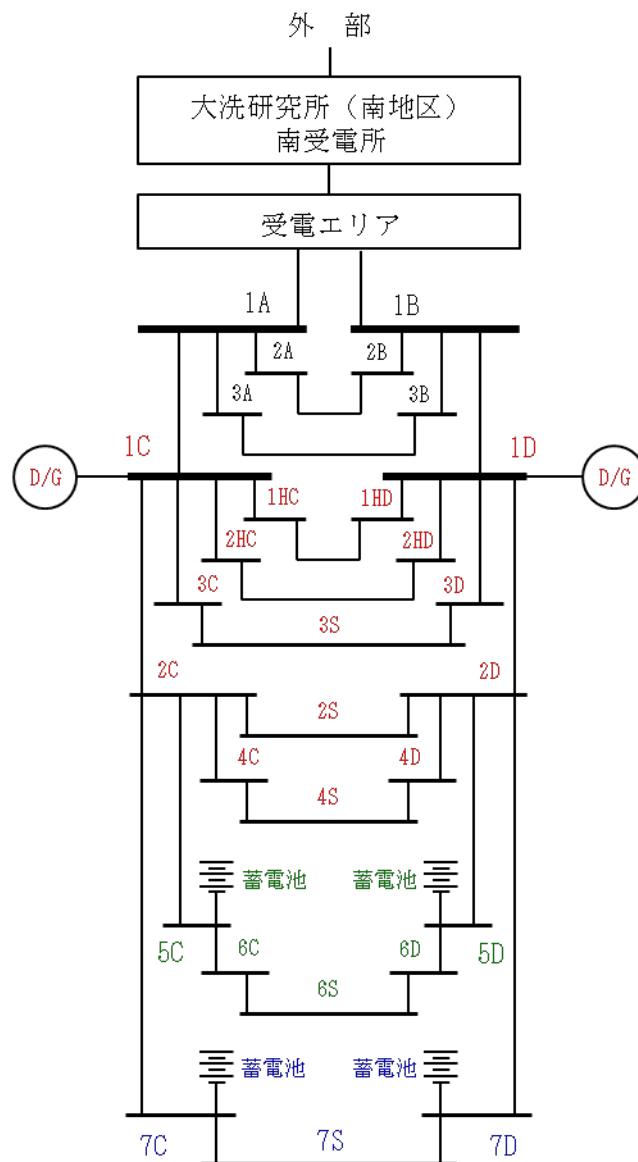 外 部
大洗研究所（南地区）
南受電所
受電エリア
1A 1B
2A 2B
3A 3B
1C 1D
D/G D/G
1HC 1HD
2HC 2HD
3C 3D
3S
2C 2D
2S
4C 4D
4S
蓄電池 蓄電池
5C 6C 6D 5D
6S
蓄電池 蓄電池
7C 7S 7D